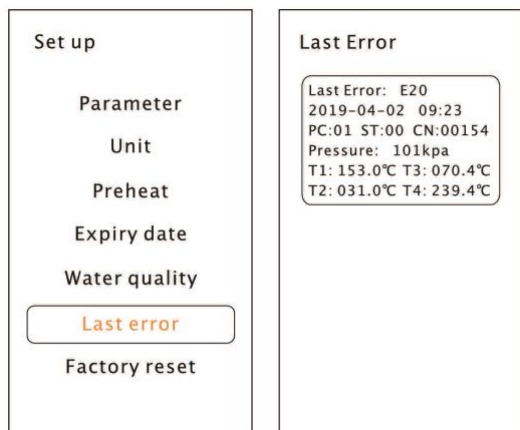 Set up
Parameter
Unit
Preheat
Expiry date
Water quality
Last error
Factory reset
Last Error
Last Error: E20
2019-04-02 09:23
PC:01 ST:00 CN:00154
Pressure: 101kpa
T1: 153.0℃ T3: 070.4℃
T2: 031.0℃ T4: 239.4℃